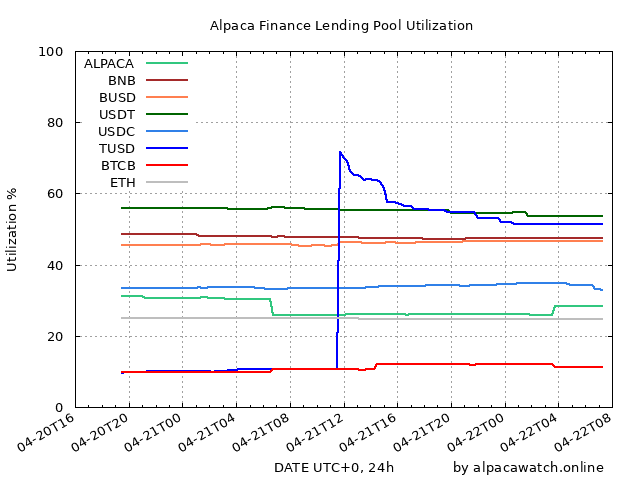 Alpaca Finance Lending Pool Utilization
100
80
60
40
20
0
Utilization %
ALPACA
BNB
BUSD
USDT
USDC
TUSD
BTCB
ETH
04-20T16
04-20T20
04-21T00
04-21T04
04-21T08
04-21T12
04-21T16
04-21T20
04-22T00
04-22T04
04-22T08
DATE UTC+0, 24h
by alpacawatch.online